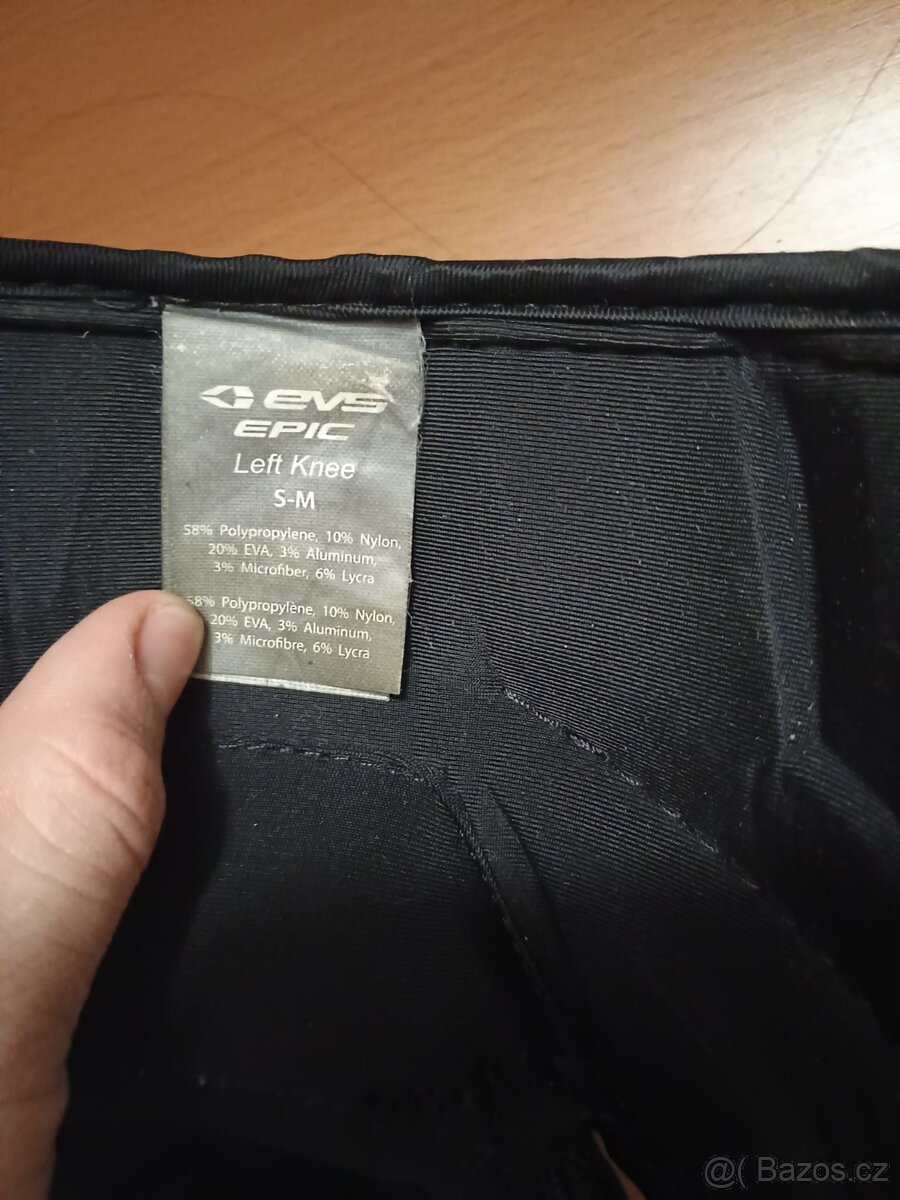 evs
EPIC
Left Knee
S-M
58% Polypropylene, 10% Nylon,
20% EVA, 3% Aluminum,
3% Microfiber, 6% Lycra
58% Polypropylène, 10% Nylon,
20% EVA, 3% Aluminum,
3% Microfibre, 6% Lycra
@( Bazos.cz